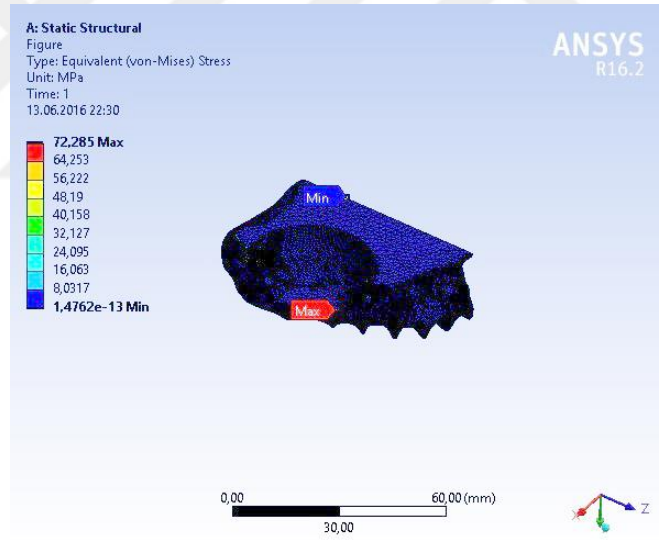 A: Static Structural
Figure
Type: Equivalent (von-Mises) Stress
Unit: MPa
Time: 1
13.06.2016 22:30
ANSYS
R16.2
72,285 Max
64,253
56,222
48,19
40,158
32,127
24,095
16,063
8,0317
1,4762e-13 Min
Min
Max
0,00
60,00 (mm)
30,00
X
Z